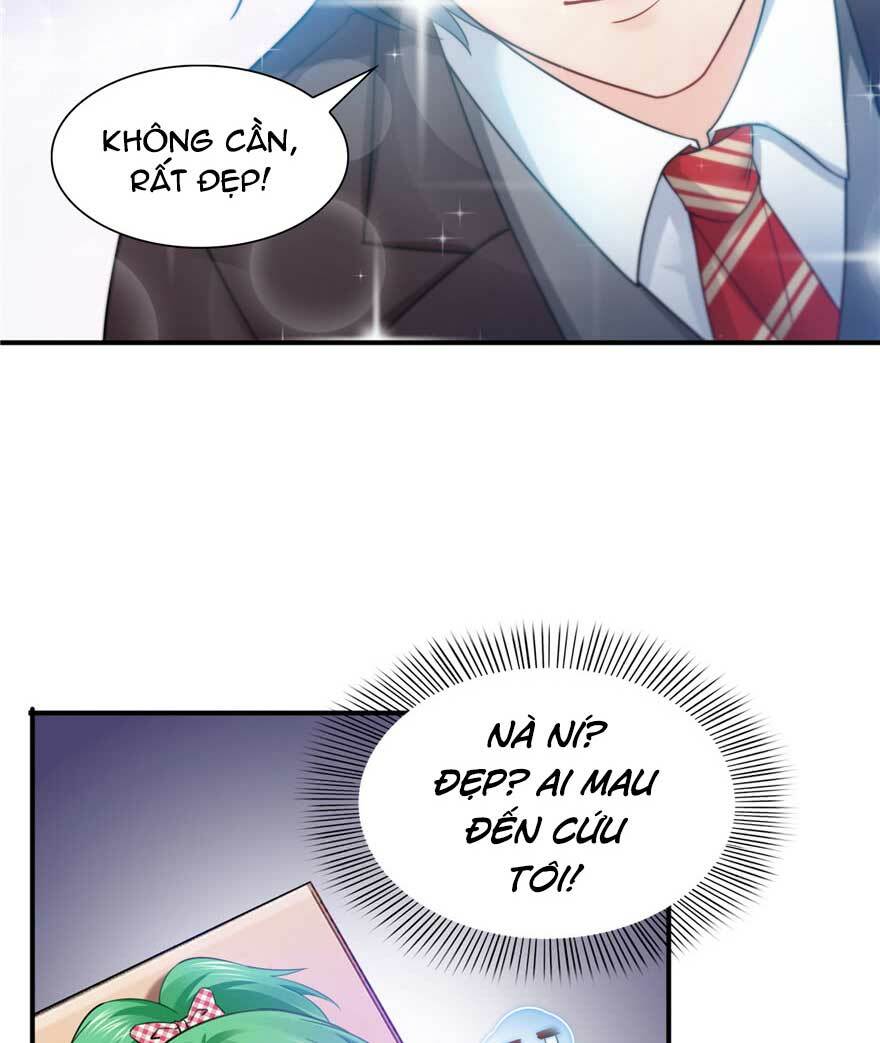 KHÔNG CẦN,
RẤT ĐẸP!
NÀ NÍ?
ĐẸP? AI MAU
ĐẾN CỨU
TÔI!